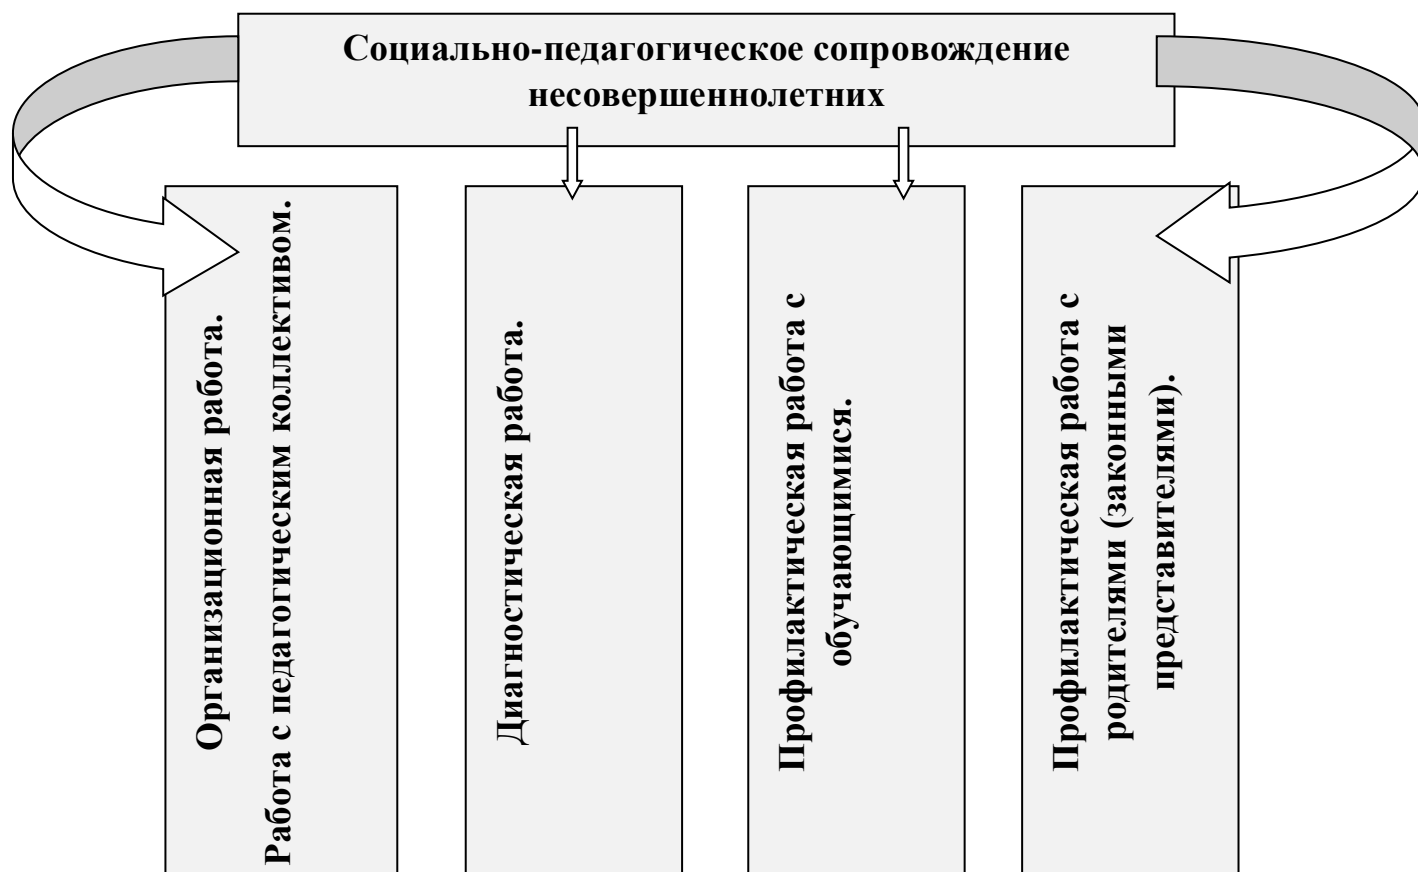 Социально-педагогическое сопровождение
несовершеннолетних
Организационная работа.
Работа с педагогическим коллективом.
Диагностическая работа.
Профилактическая работа с
обучающимися.
Профилактическая работа с
родителями (законными
представителями).